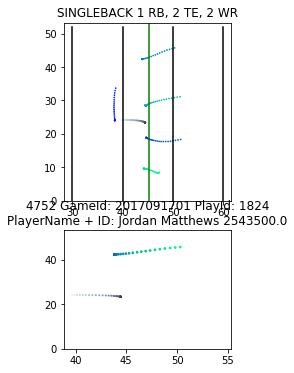 SINGLEBACK 1 RB, 2 TE, 2 WR
50
40
30
20
10
0
30 40 50 60
4752 GameId: 2017091701 PlayId: 1824
PlayerName + ID: Jordan Matthews 2543500.0
40
20
0
40 45 50 55